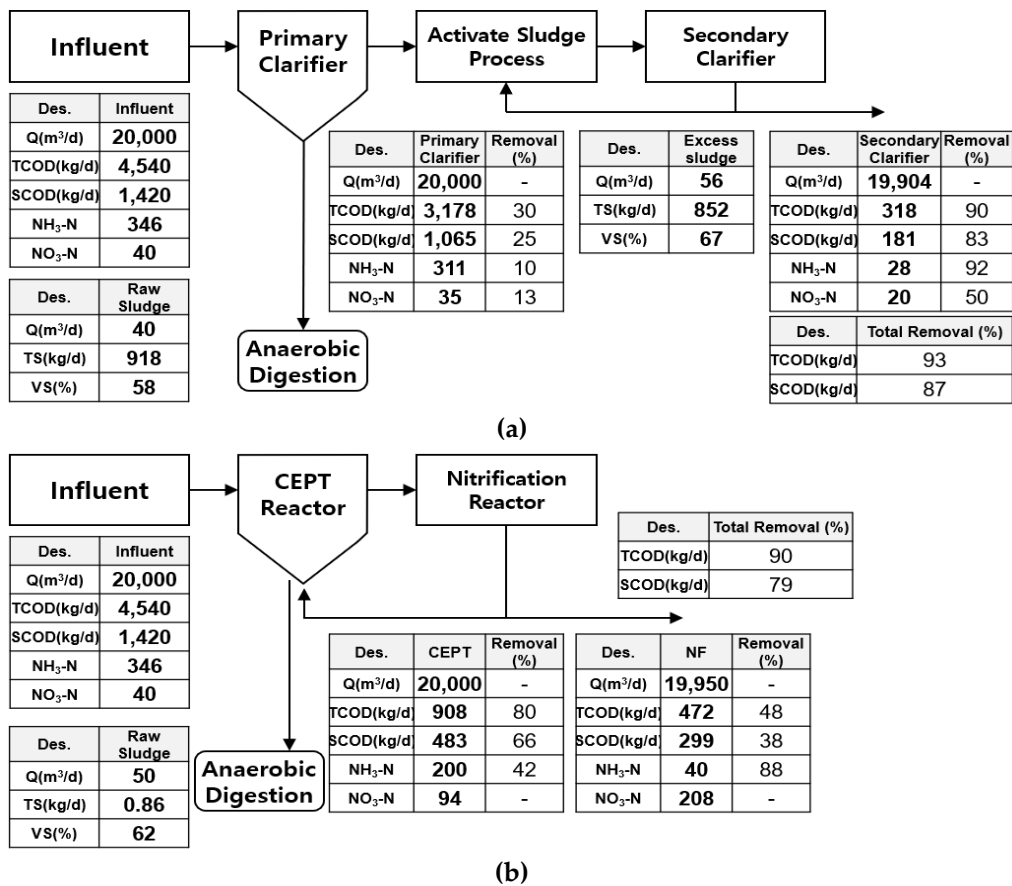 Influent
Primary
Clarifier
Activate Sludge
Process
Secondary
Clarifier
Des. Influent
Q(m³/d) 20,000
TCOD(kg/d) 4,540
SCOD(kg/d) 1,420
NH₃-N 346
NO₃-N 40
Des. Raw Sludge
Q(m³/d) 40
TS(kg/d) 918
VS(%) 58
Anaerobic
Digestion
Des. Primary Clarifier Removal (%)
Q(m³/d) 20,000 -
TCOD(kg/d) 3,178 30
SCOD(kg/d) 1,065 25
NH₃-N 311 10
NO₃-N 35 13
Des. Excess sludge
Q(m³/d) 56
TS(kg/d) 852
VS(%) 67
Des. Secondary Clarifier Removal (%)
Q(m³/d) 19,904 -
TCOD(kg/d) 318 90
SCOD(kg/d) 181 83
NH₃-N 28 92
NO₃-N 20 50
Des. Total Removal (%)
TCOD(kg/d) 93
SCOD(kg/d) 87
(a)
Influent
CEPT
Reactor
Nitrification
Reactor
Des. Total Removal (%)
TCOD(kg/d) 90
SCOD(kg/d) 79
Des. Influent
Q(m³/d) 20,000
TCOD(kg/d) 4,540
SCOD(kg/d) 1,420
NH₃-N 346
NO₃-N 40
Des. Raw Sludge
Q(m³/d) 50
TS(kg/d) 0.86
VS(%) 62
Anaerobic
Digestion
Des. CEPT Removal (%)
Q(m³/d) 20,000 -
TCOD(kg/d) 908 80
SCOD(kg/d) 483 66
NH₃-N 200 42
NO₃-N 94 -
Des. NF Removal (%)
Q(m³/d) 19,950 -
TCOD(kg/d) 472 48
SCOD(kg/d) 299 38
NH₃-N 40 88
NO₃-N 208 -
(b)